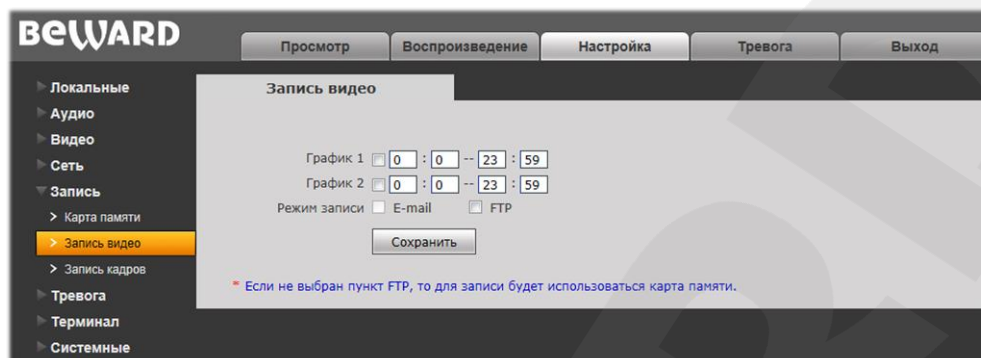 BEWARD
Просмотр Воспроизведение Настройка Тревога Выход
Локальные
Аудио
Видео
Сеть
Запись
> Карта памяти
> Запись видео
> Запись кадров
Тревога
Терминал
Системные
Запись видео
График 1 0 : 0 -- 23 : 59
График 2 0 : 0 -- 23 : 59
Режим записи E-mail FTP
Сохранить
* Если не выбран пункт FTP, то для записи будет использоваться карта памяти.